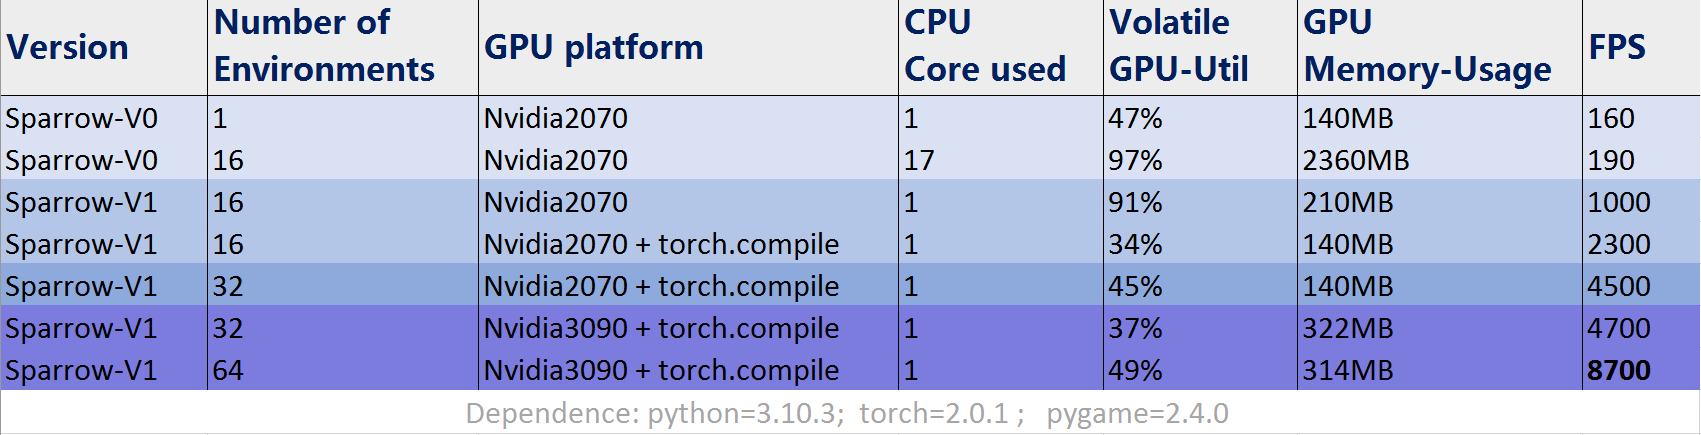 Version Number of Environments GPU platform CPU Core used Volatile GPU-Util GPU Memory-Usage FPS
Sparrow-V0 1 Nvidia2070 1 47% 140MB 160
Sparrow-V0 16 Nvidia2070 17 97% 2360MB 190
Sparrow-V1 16 Nvidia2070 1 91% 210MB 1000
Sparrow-V1 16 Nvidia2070 + torch.compile 1 34% 140MB 2300
Sparrow-V1 32 Nvidia2070 + torch.compile 1 45% 140MB 4500
Sparrow-V1 32 Nvidia3090 + torch.compile 1 37% 322MB 4700
Sparrow-V1 64 Nvidia3090 + torch.compile 1 49% 314MB 8700
Dependence: python=3.10.3; torch=2.0.1 ; pygame=2.4.0